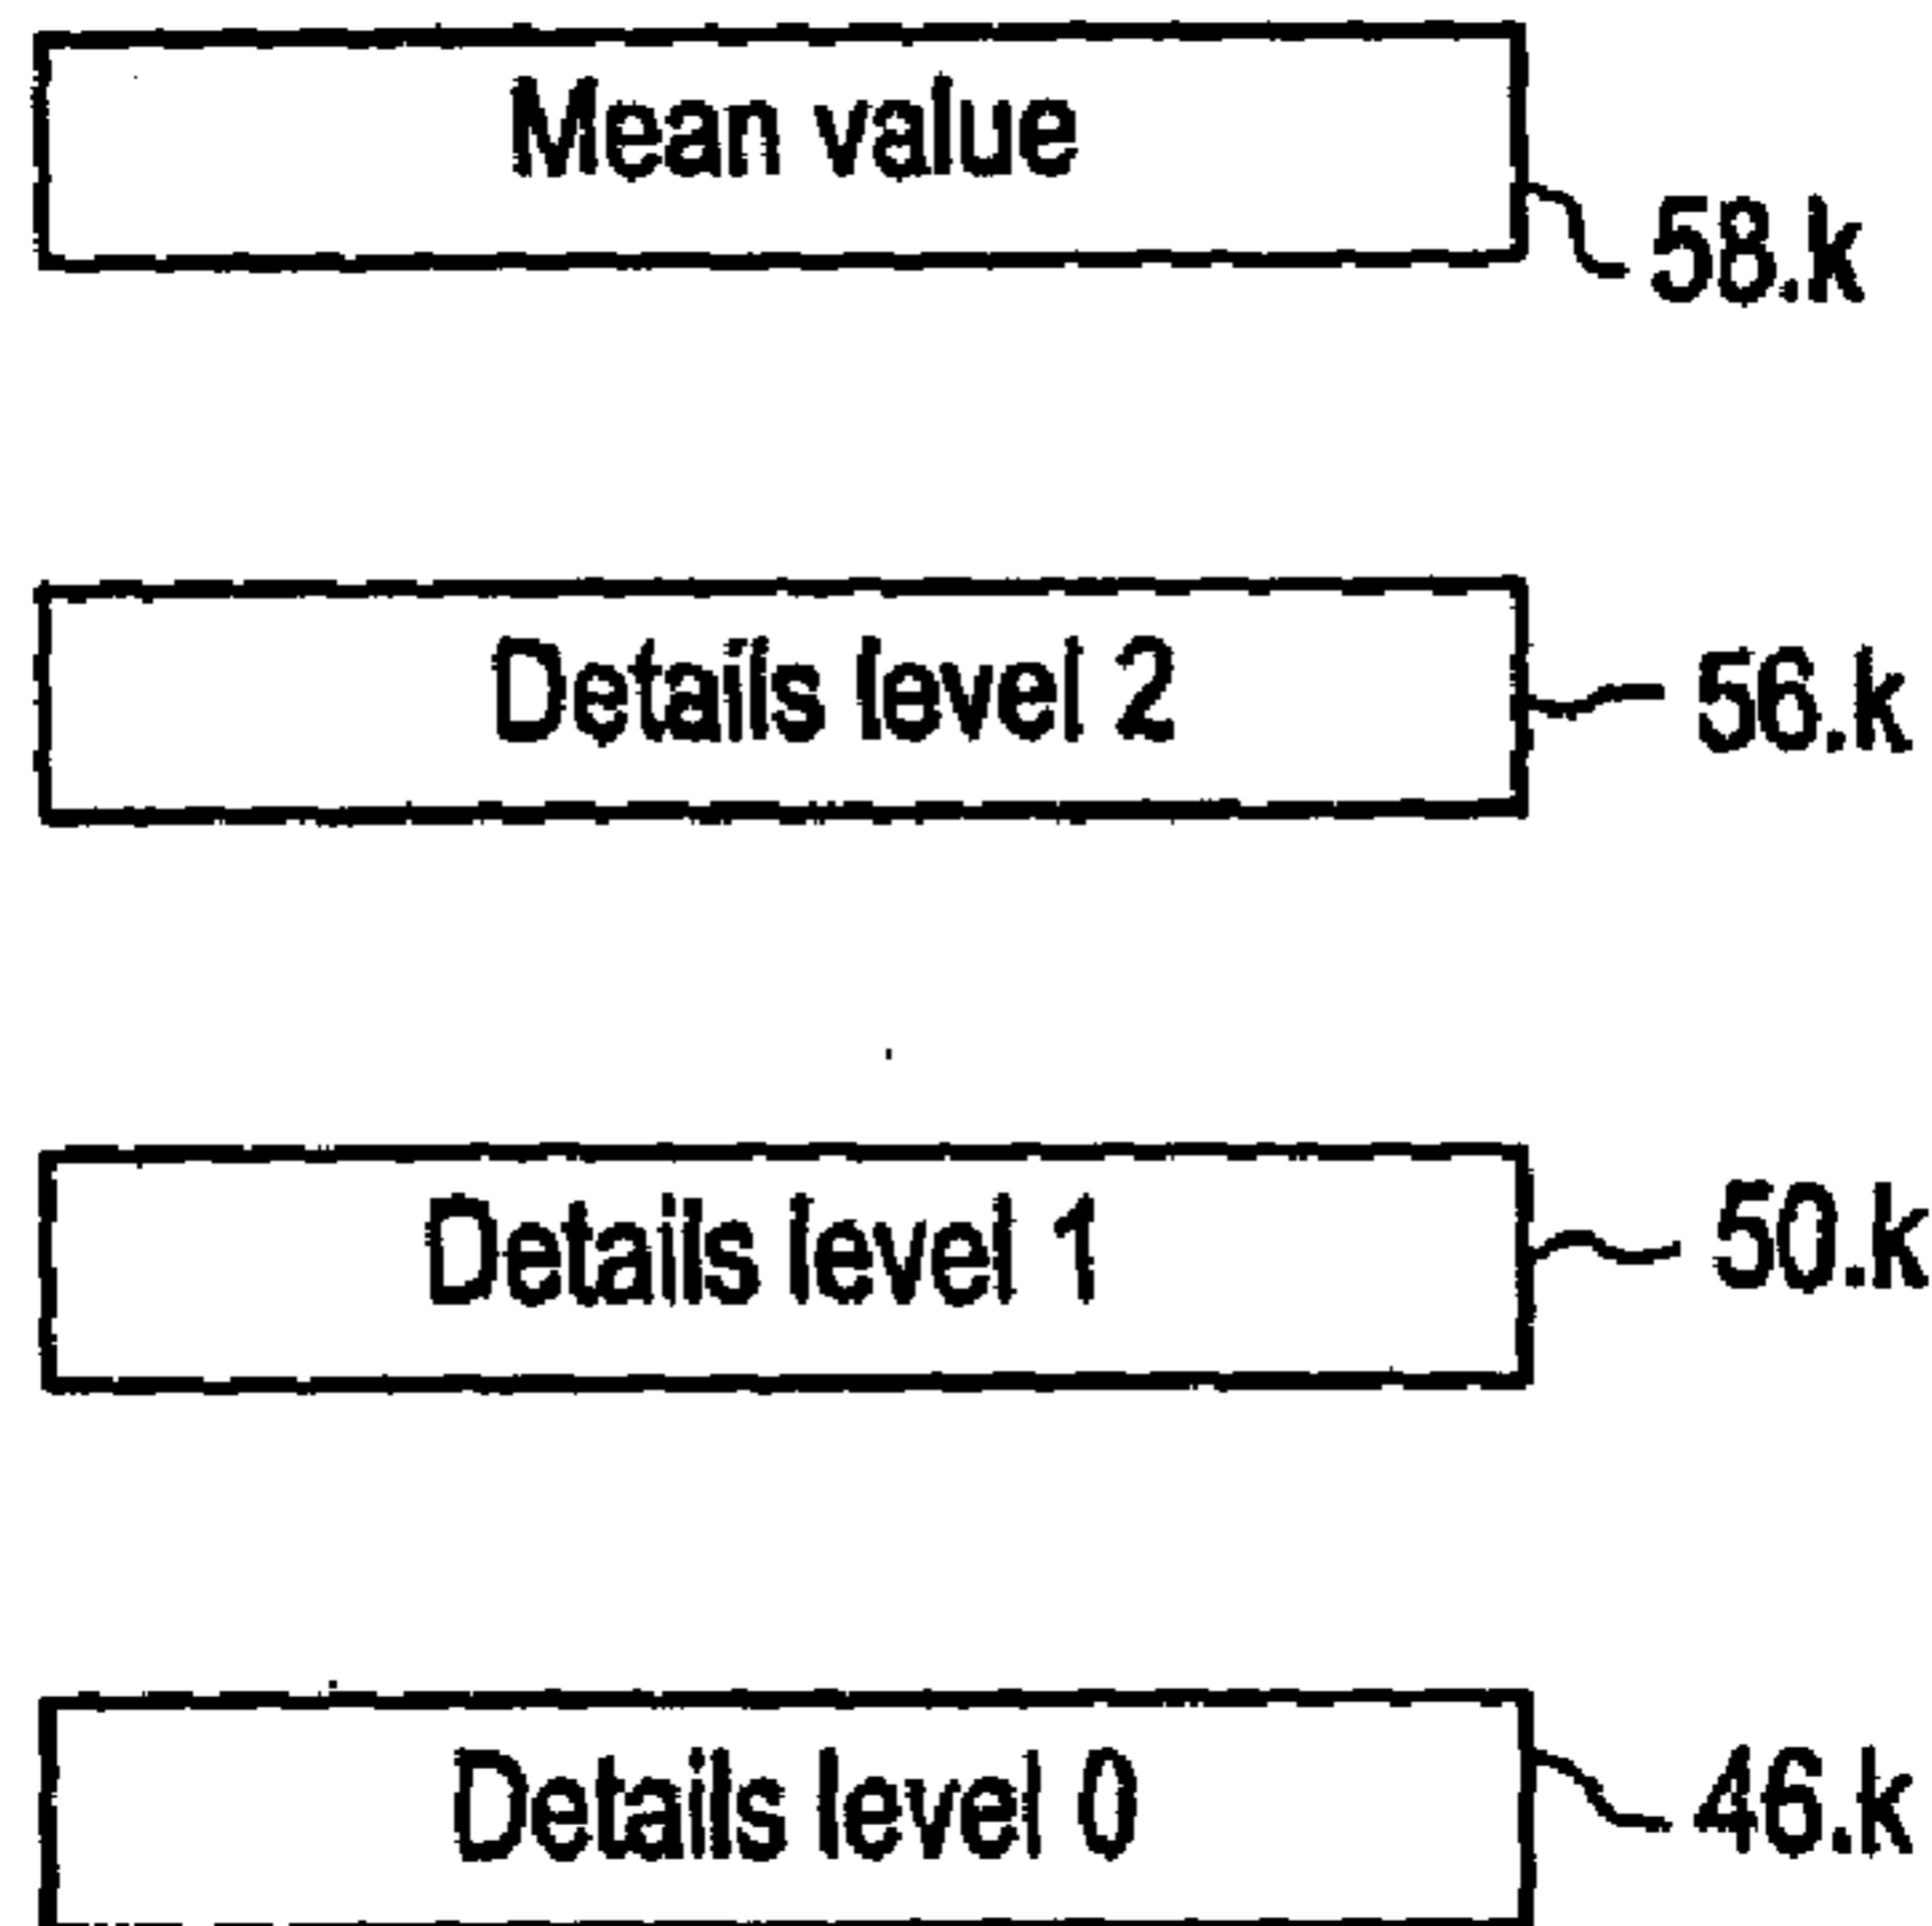 Mean value
58.k
Details level 2
56.k
Details level 1
50.k
Details level 0
46.k